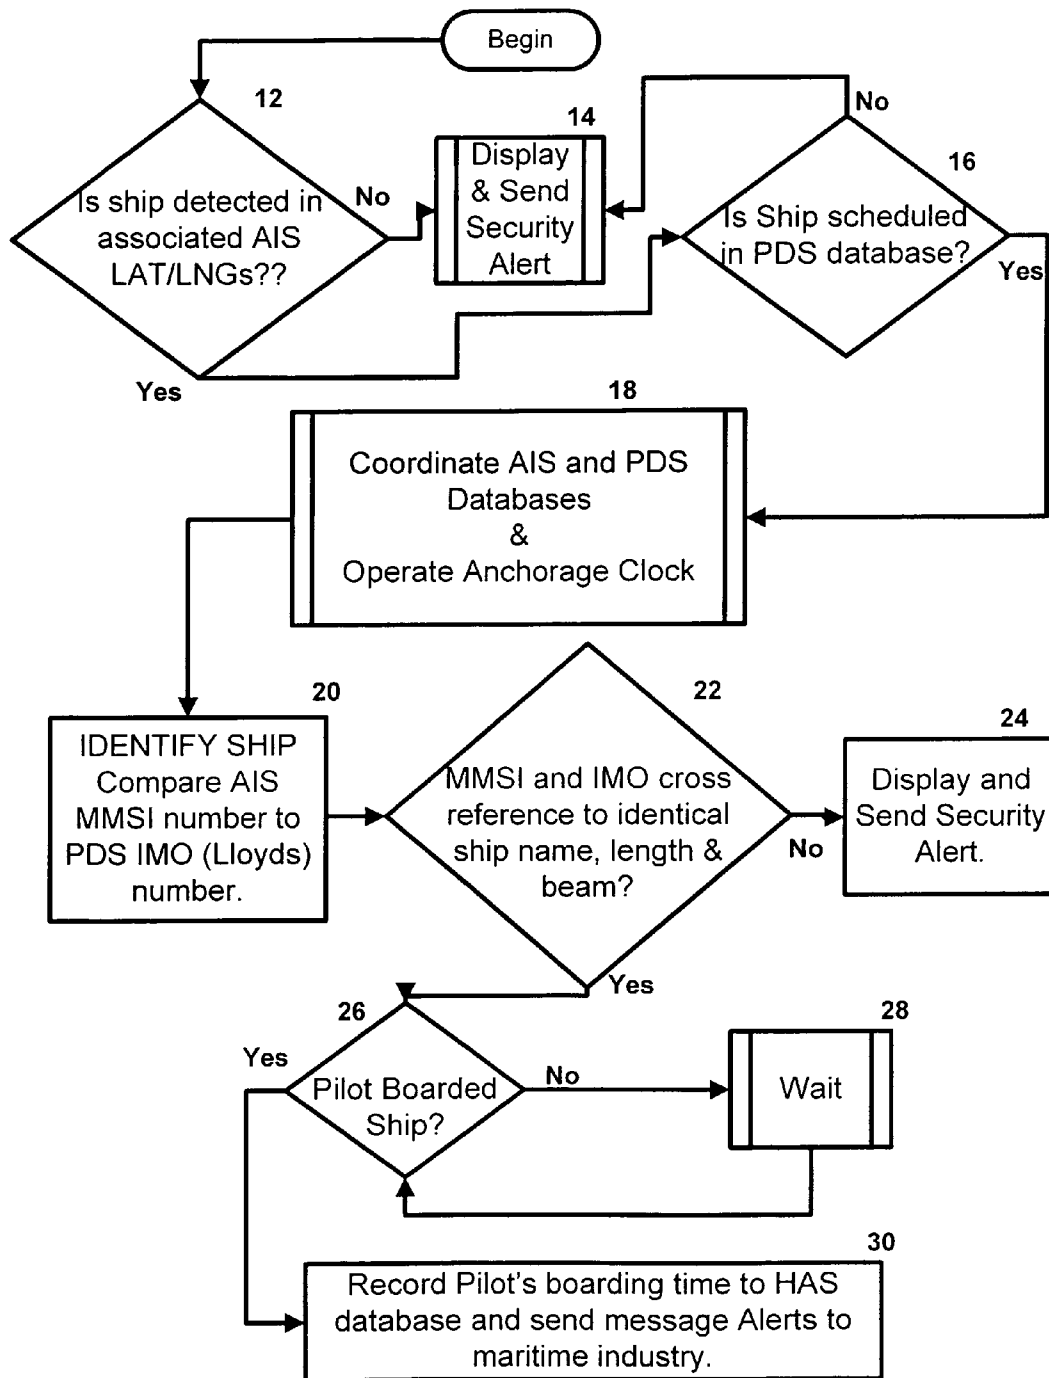 Begin
12
Is ship detected in
associated AIS
LAT/LNGs??
No
Yes
14
Display
& Send
Security
Alert
No
16
Is Ship scheduled
in PDS database?
Yes
18
Coordinate AIS and PDS
Databases
&
Operate Anchorage Clock
20
IDENTIFY SHIP
Compare AIS
MMSI number to
PDS IMO (Lloyds)
number.
22
MMSI and IMO cross
reference to identical
ship name, length &
beam?
No
Yes
24
Display and
Send Security
Alert.
26
Yes
Pilot Boarded
Ship?
No
28
Wait
30
Record Pilot's boarding time to HAS
database and send message Alerts to
maritime industry.